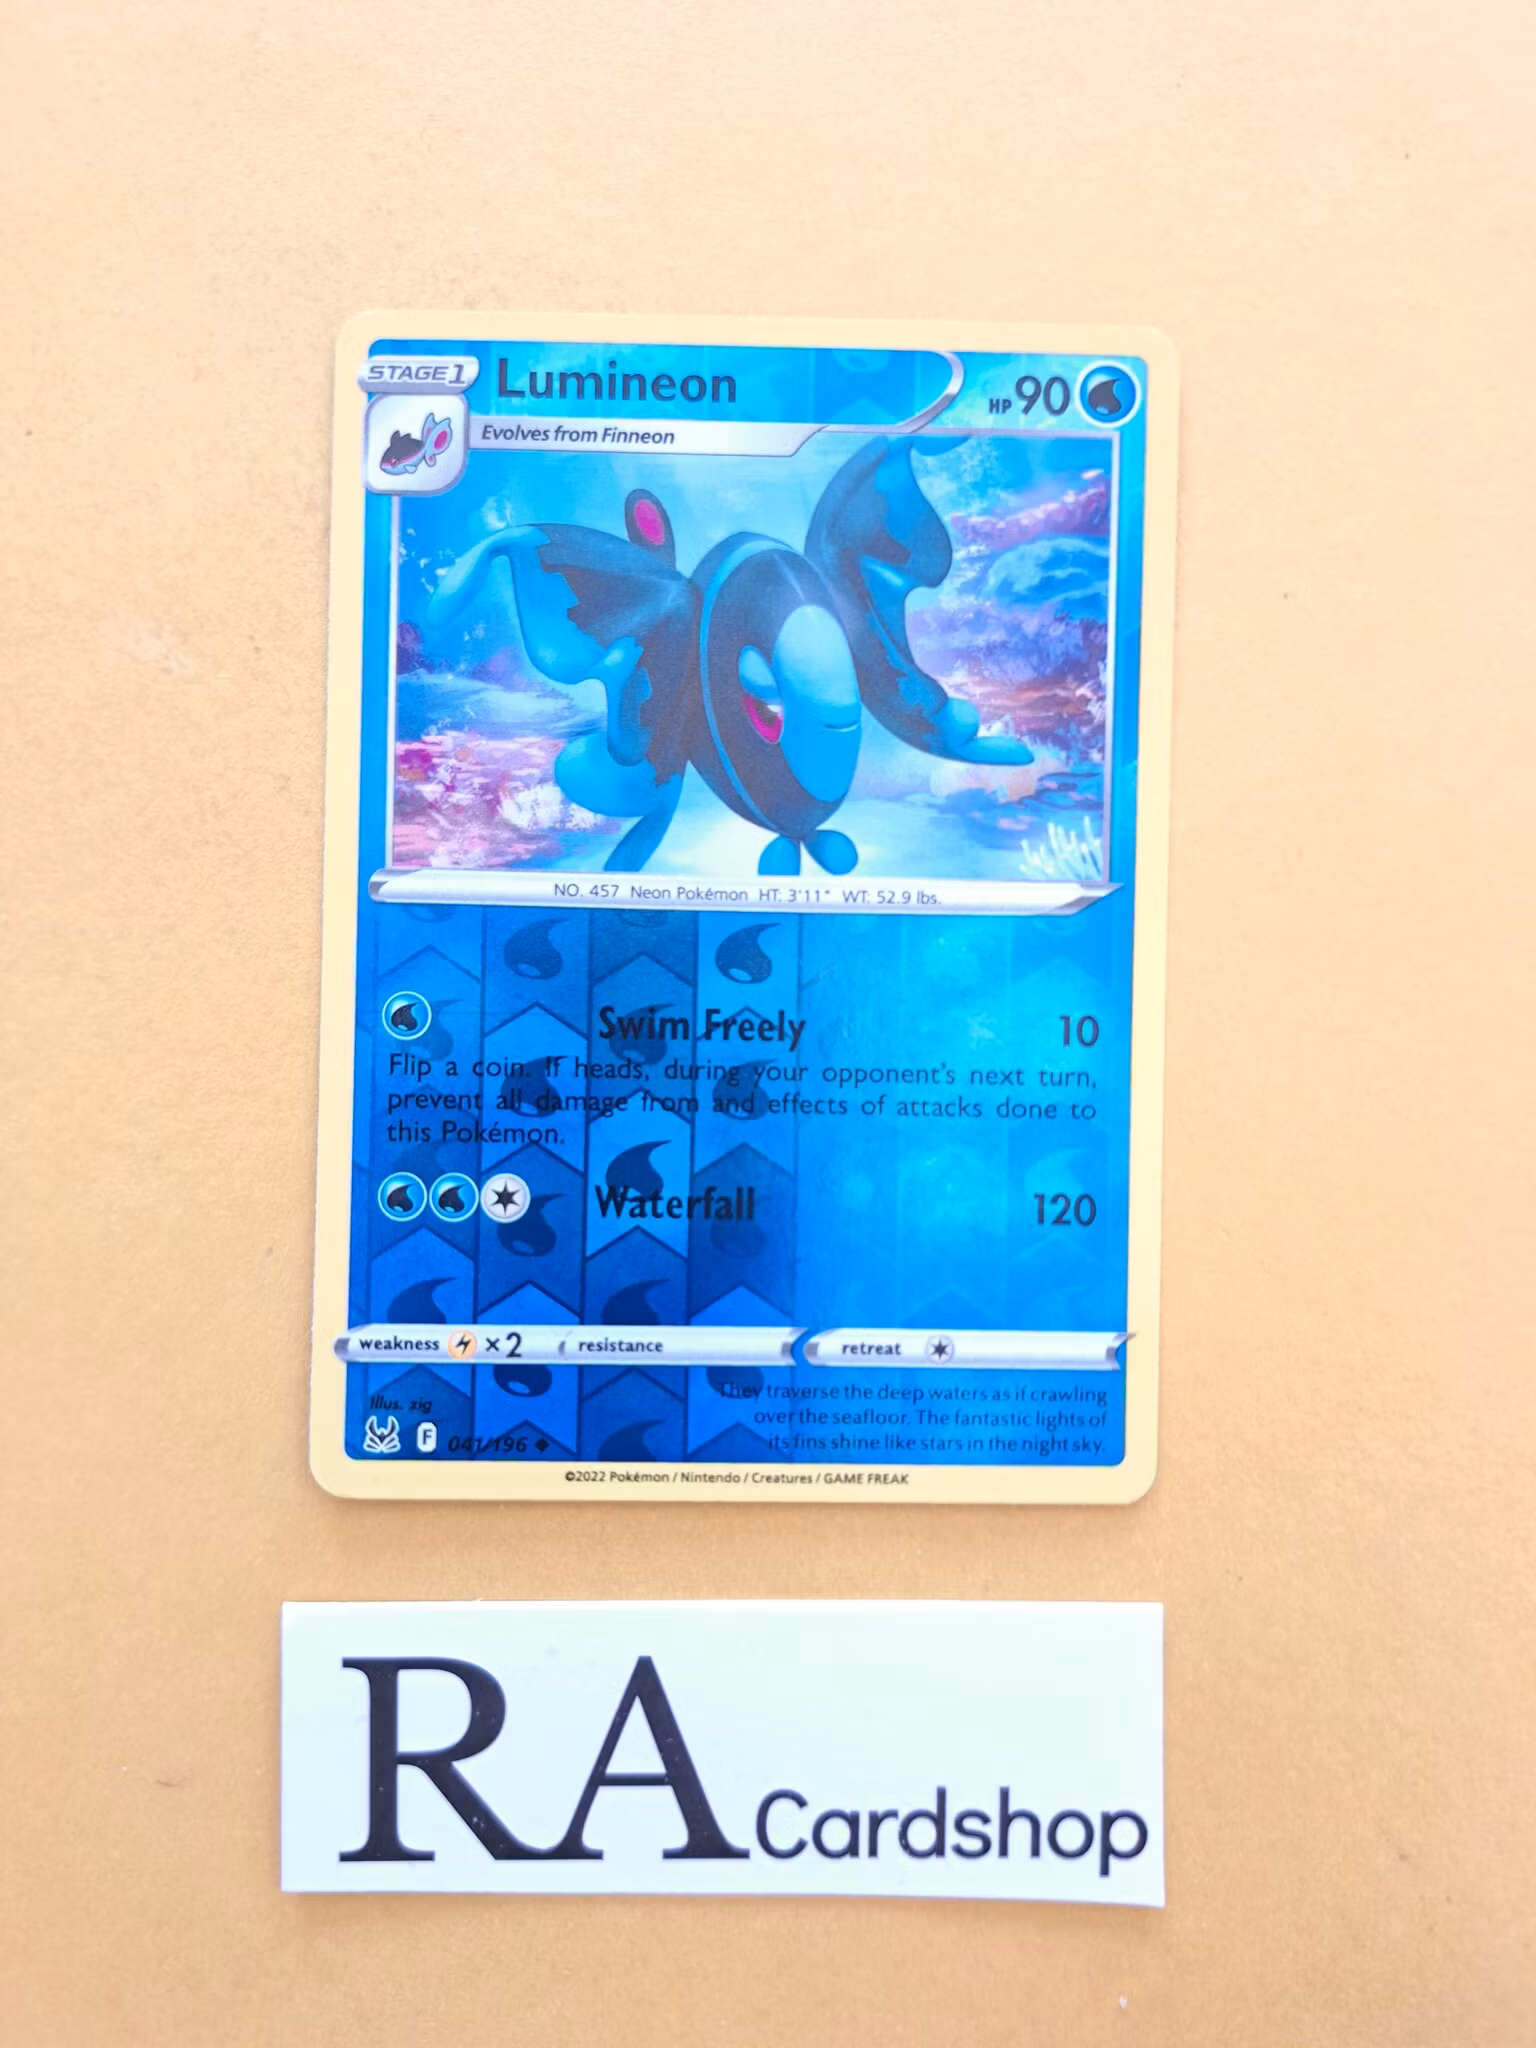 STAGE1
Lumineon
HP 90
Evolves from Finneon
NO. 457 Neon Pokémon HT: 3'11" WT: 52.9 lbs.
Swim Freely 10
Flip a coin. If heads, during your opponent's next turn,
prevent all damage from and effects of attacks done to
this Pokémon.
Waterfall 120
weakness ×2 resistance retreat
They traverse the deep waters as if crawling
over the seafloor. The fantastic lights of
its fins shine like stars in the night sky.
Illus. zig
F 041/196
©2022 Pokémon / Nintendo / Creatures / GAME FREAK
RA Cardshop